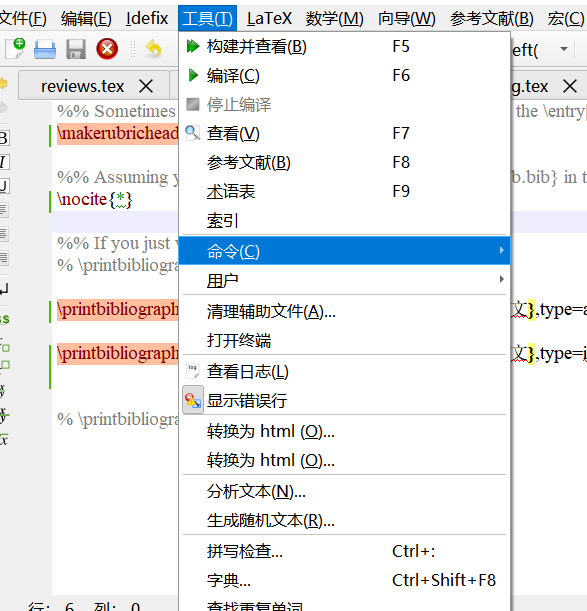 文件(F) 编辑(E) Idefix 工具(T) LaTeX 数学(M) 向导(W) 参考文献(B) 宏(C)
eft(
reviews.tex
g.tex
%% Sometimes
the \entry
\makerubrichead
%% Assuming y
b.bib} in t
\nocite{*}
%% If you just v
% \printbibliogra
\printbibliograph
文},type=a
\printbibliograph
文},type=i
% \printbibliogra
构建并查看(B) F5
编译(C) F6
停止编译
查看(V) F7
参考文献(B) F8
术语表 F9
索引
命令(C)
用户
清理辅助文件(A)...
打开终端
查看日志(L)
显示错误行
转换为 html (O)...
转换为 html (O)...
分析文本(N)...
生成随机文本(R)...
拼写检查... Ctrl+:
字典... Ctrl+Shift+F8
查找重复单词
行: 6 列: 0